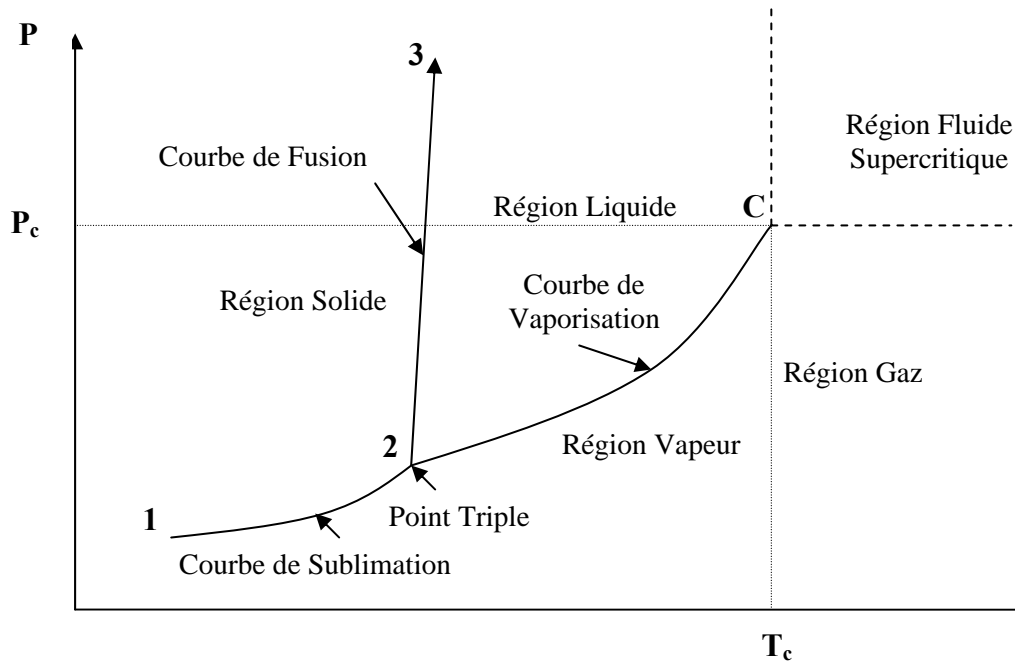 P
3
Région Fluide
Supercritique
Courbe de Fusion
Région Liquide
C
Pc
Région Solide
Courbe de
Vaporisation
Région Gaz
2
Région Vapeur
1
Point Triple
Courbe de Sublimation
Tc